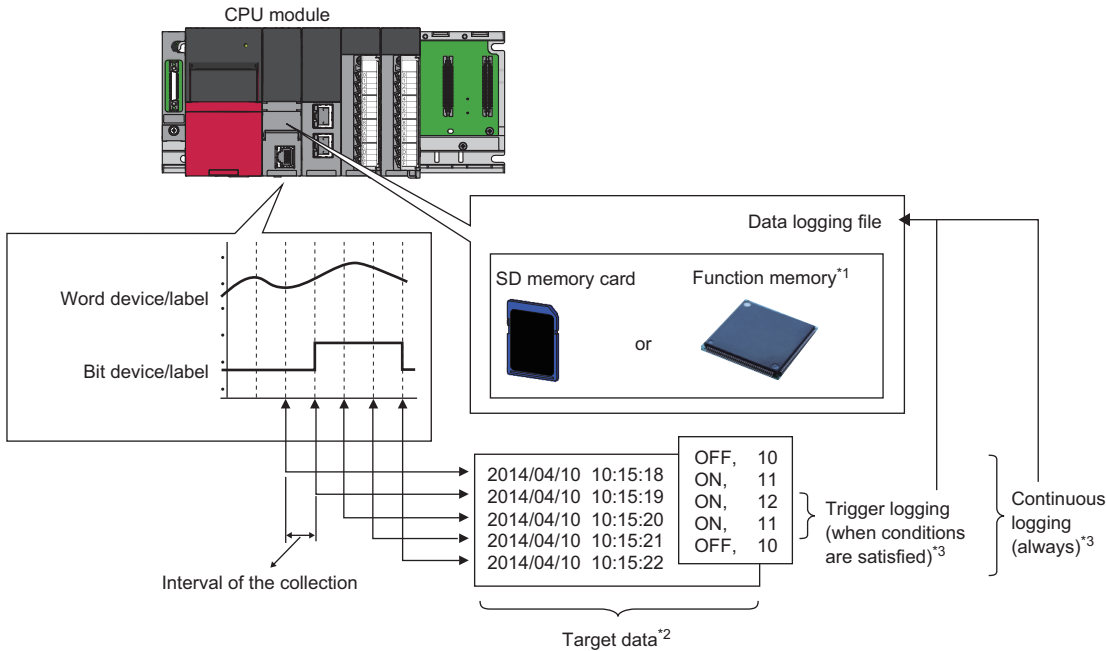 CPU module
Data logging file
SD memory card
Function memory*1
or
Word device/label
Bit device/label
2014/04/10 10:15:18
2014/04/10 10:15:19
2014/04/10 10:15:20
2014/04/10 10:15:21
2014/04/10 10:15:22
OFF, 10
ON, 11
ON, 12
ON, 11
OFF, 10
Trigger logging
(when conditions
are satisfied)*3
Continuous
logging
(always)*3
Interval of the collection
Target data*2